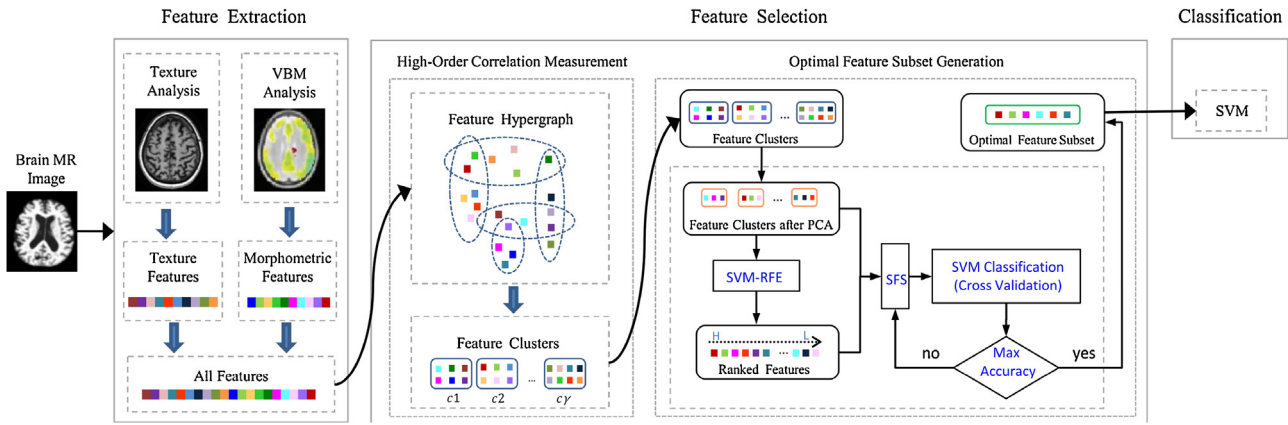 Feature Extraction
Feature Selection
Classification
Texture
Analysis
VBM
Analysis
Brain MR
Image
Texture
Features
Morphometric
Features
All Features
High-Order Correlation Measurement
Feature Hypergraph
Feature Clusters
c1
c2
...
cγ
Optimal Feature Subset Generation
...
Feature Clusters
...
Feature Clusters after PCA
SVM-RFE
H
L
...
Ranked Features
SFS
SVM Classification
(Cross Validation)
Max
Accuracy
no
yes
Optimal Feature Subset
SVM